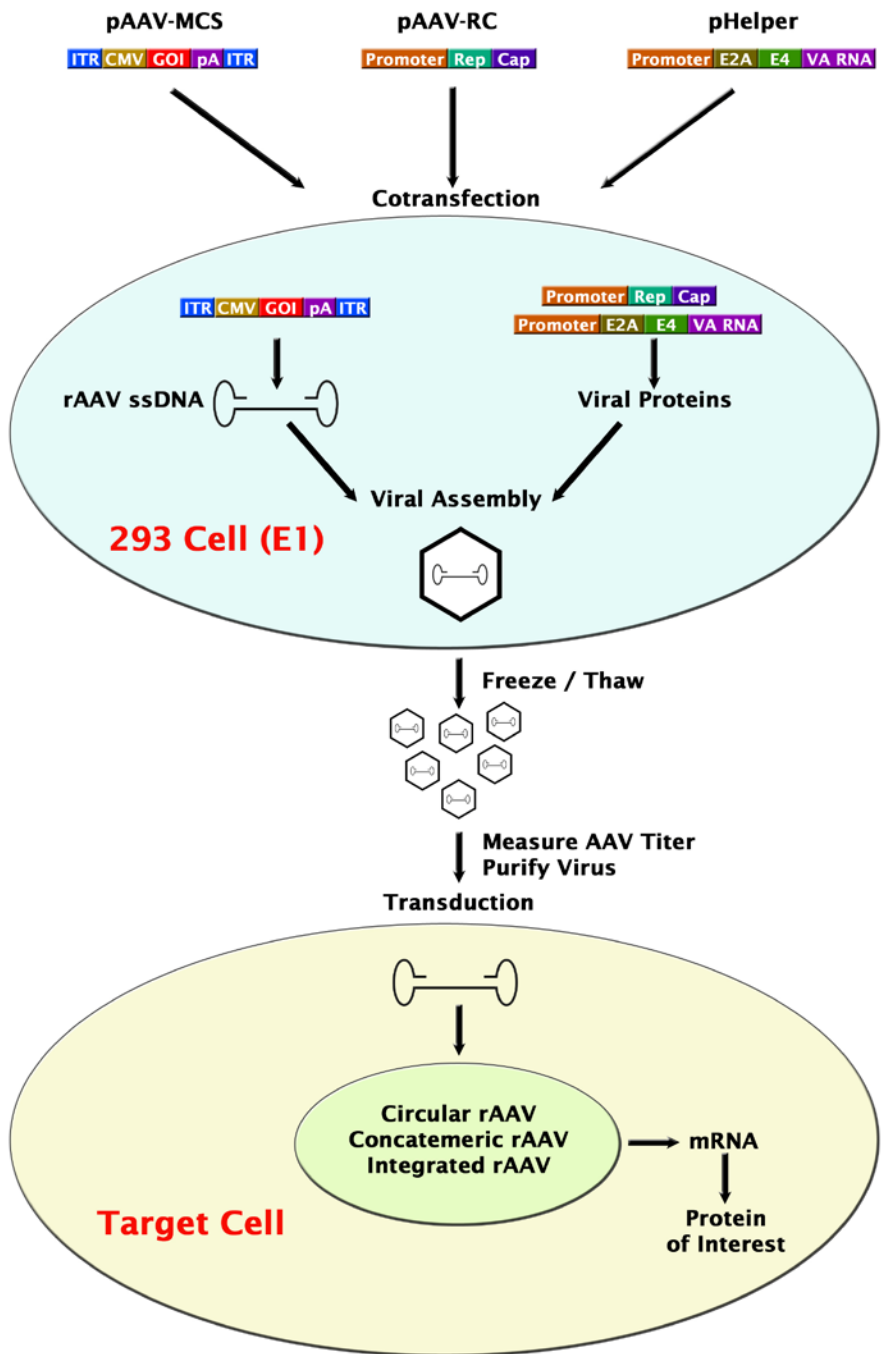 pAAV-MCS pAAV-RC pHelper
ITR CMV GOI pA ITR Promoter Rep Cap Promoter E2A E4 VA RNA
Cotransfection
ITR CMV GOI pA ITR
Promoter Rep Cap
Promoter E2A E4 VA RNA
rAAV ssDNA
Viral Proteins
Viral Assembly
293 Cell (E1)
Freeze / Thaw
Measure AAV Titer
Purify Virus
Transduction
Circular rAAV
Concatemeric rAAV
Integrated rAAV
mRNA
Target Cell
Protein
of Interest